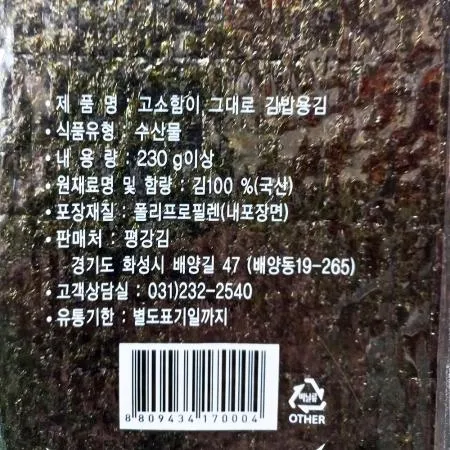 • 제 품 명 : 고소함이 그대로 김밥용김
• 식품유형 : 수산물
• 내 용 량 : 230 g이상
• 원재료명 및 함량 : 김100 %(국산)
• 포장재질 : 폴리프로필렌(내포장면)
• 판매처 : 평강김
경기도 화성시 배양길 47 (배양동19-265)
• 고객상담실 : 031)232-2540
• 유통기한 : 별도표기일까지
8 809434 170004
비닐류
OTHER